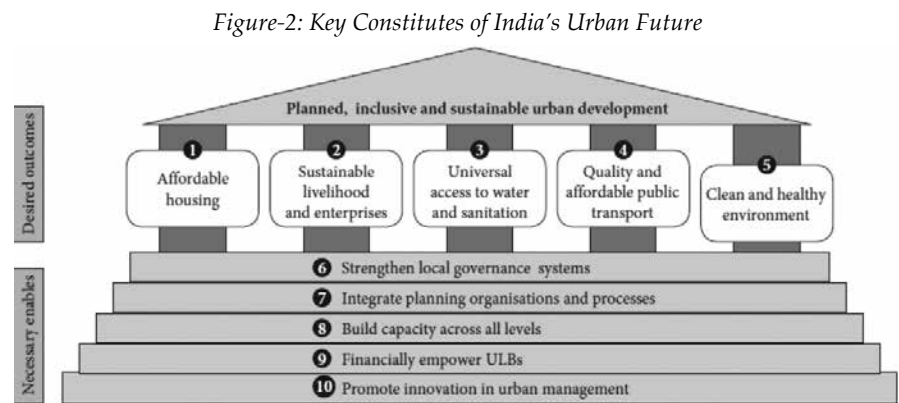 Figure-2: Key Constitutes of India's Urban Future
Planned, inclusive and sustainable urban development
Desired outcomes
1
Affordable
housing
2
Sustainable
livelihood
and enterprises
3
Universal
access to water
and sanitation
4
Quality and
affordable public
transport
5
Clean and healthy
environment
Necessary enables
6 Strengthen local governance systems
7 Integrate planning organisations and processes
8 Build capacity across all levels
9 Financially empower ULBs
10 Promote innovation in urban management